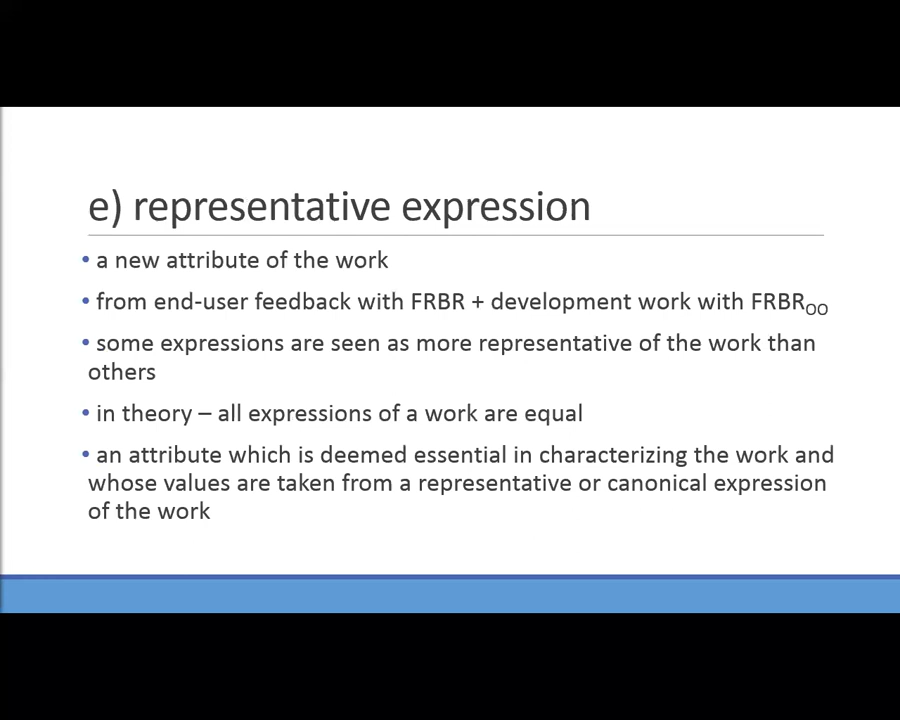 e) representative expression
• a new attribute of the work
• from end-user feedback with FRBR + development work with FRBROO
• some expressions are seen as more representative of the work than
others
• in theory – all expressions of a work are equal
• an attribute which is deemed essential in characterizing the work and
whose values are taken from a representative or canonical expression
of the work